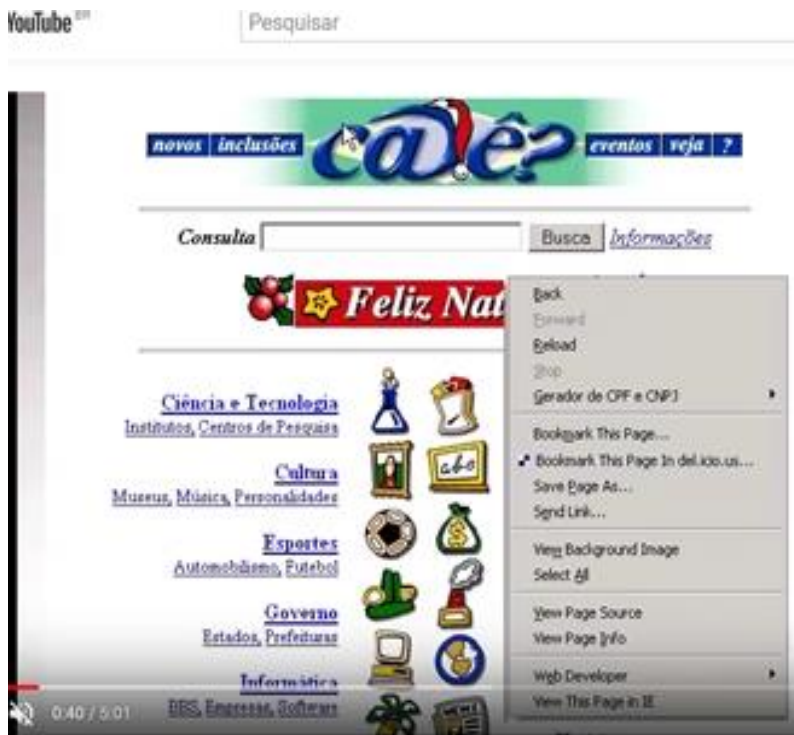 YouTube BR
Pesquisar
novos inclusões cadê? eventos veja ?
Consulta Busca Informações
Feliz Nat
Back
Forward
Reload
Stop
Gerador de CPF e CNPJ
Bookmark This Page...
Bookmark This Page In del.icio.us...
Save Page As...
Send Link...
View Background Image
Select All
View Page Source
View Page Info
Web Developer
View This Page in IE
Ciência e Tecnologia
Institutos, Centros de Pesquisa
Cultura
Museus, Música, Personalidades
Esportes
Automobilismo, Futebol
Governo
Estados, Prefeituras
Informática
BBS, Empresas, Software
abc
NEWS
0:40 / 5:01